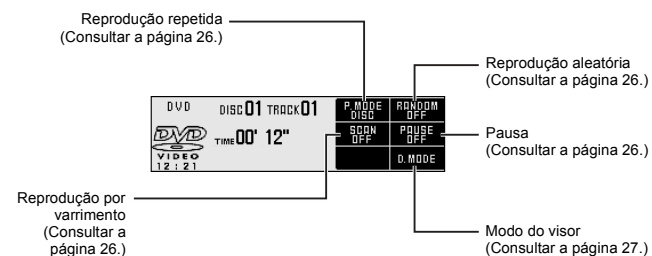 Reprodução repetida
(Consultar a página 26.)
Reprodução aleatória
(Consultar a página 26.)
DVD
DISC 01 TRACK 01
P.MODE
DISC
RANDOM
OFF
DVD
VIDEO
TIME 00' 12"
SCAN
OFF
PAUSE
OFF
Pausa
(Consultar a página 26.)
12:21
D.MODE
Reprodução por
varrimento
(Consultar a
página 26.)
Modo do visor
(Consultar a página 27.)